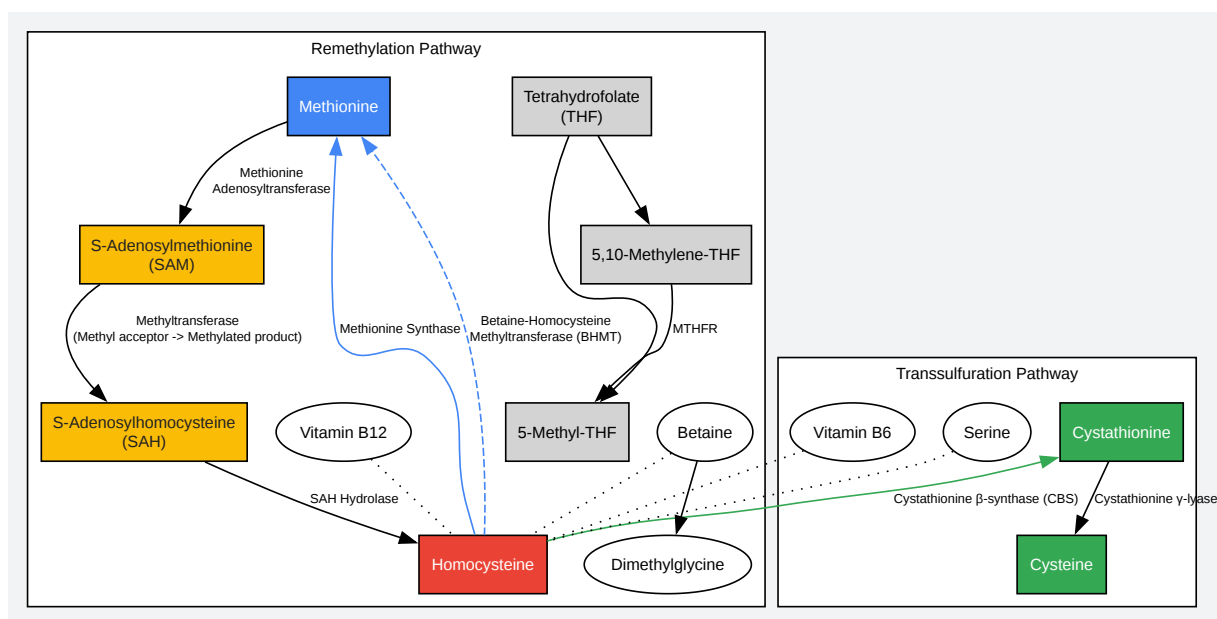 Remethylation Pathway
Methionine
Tetrahydrofolate
(THF)
Methionine
Adenosyltransferase
S-Adenosylmethionine
(SAM)
5,10-Methylene-THF
Methyltransferase
(Methyl acceptor -> Methylated product)
Methionine Synthase
Betaine-Homocysteine
Methyltransferase (BHMT)
MTHFR
Transsulfuration Pathway
S-Adenosylhomocysteine
(SAH)
Vitamin B12
5-Methyl-THF
Betaine
Vitamin B6
Serine
Cystathionine
SAH Hydrolase
Cystathionine β-synthase (CBS)
Cystathionine γ-lyase
Homocysteine
Dimethylglycine
Cysteine